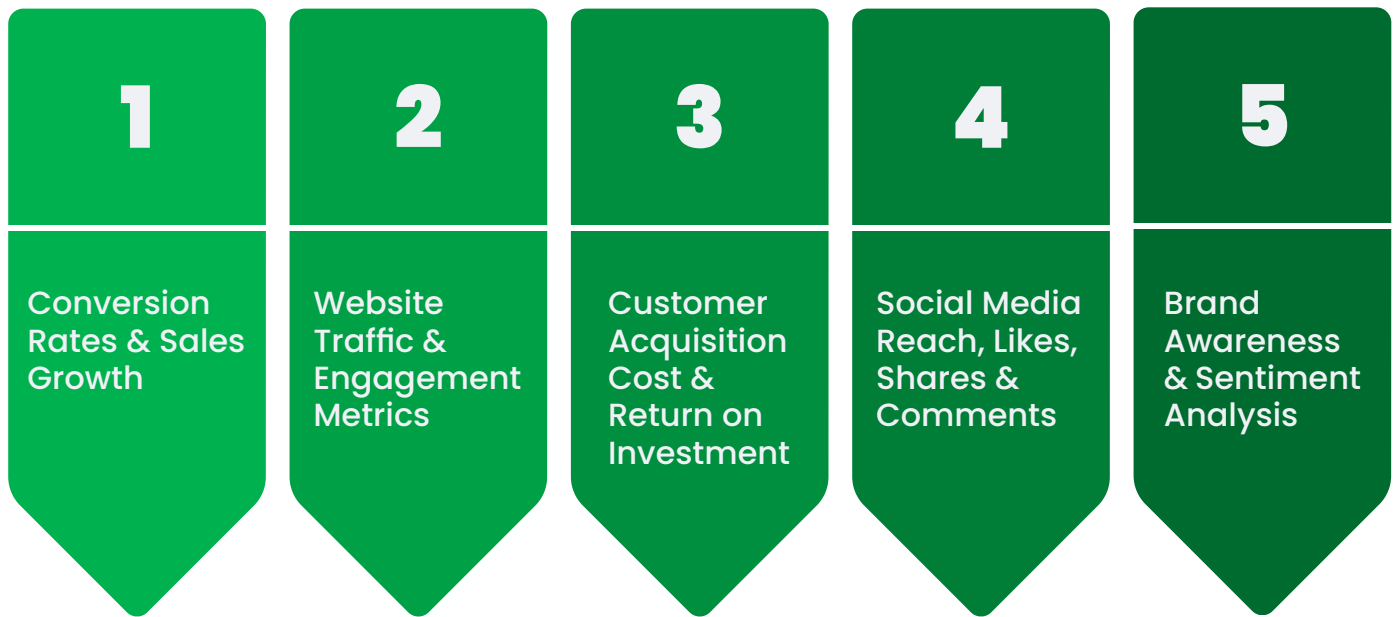 1
Conversion
Rates & Sales
Growth
2
Website
Traffic &
Engagement
Metrics
3
Customer
Acquisition
Cost &
Return on
Investment
4
Social Media
Reach, Likes,
Shares &
Comments
5
Brand
Awareness
& Sentiment
Analysis